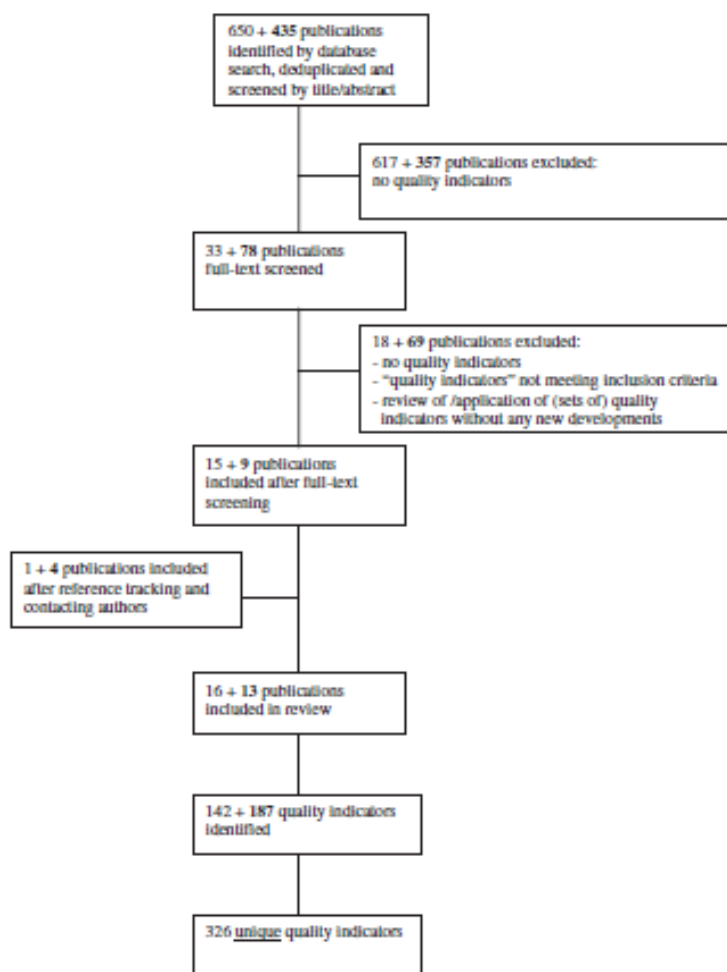 650 + 435 publications
identified by database
search, deduplicated and
screened by title/abstract
617 + 357 publications excluded:
no quality indicators
33 + 78 publications
full-text screened
18 + 69 publications excluded:
- no quality indicators
- “quality indicators” not meeting inclusion criteria
- review of /application of (sets of) quality
indicators without any new developments
15 + 9 publications
included after full-text
screening
1 + 4 publications included
after reference tracking and
contacting authors
16 + 13 publications
included in review
142 + 187 quality indicators
identified
326 unique quality indicators